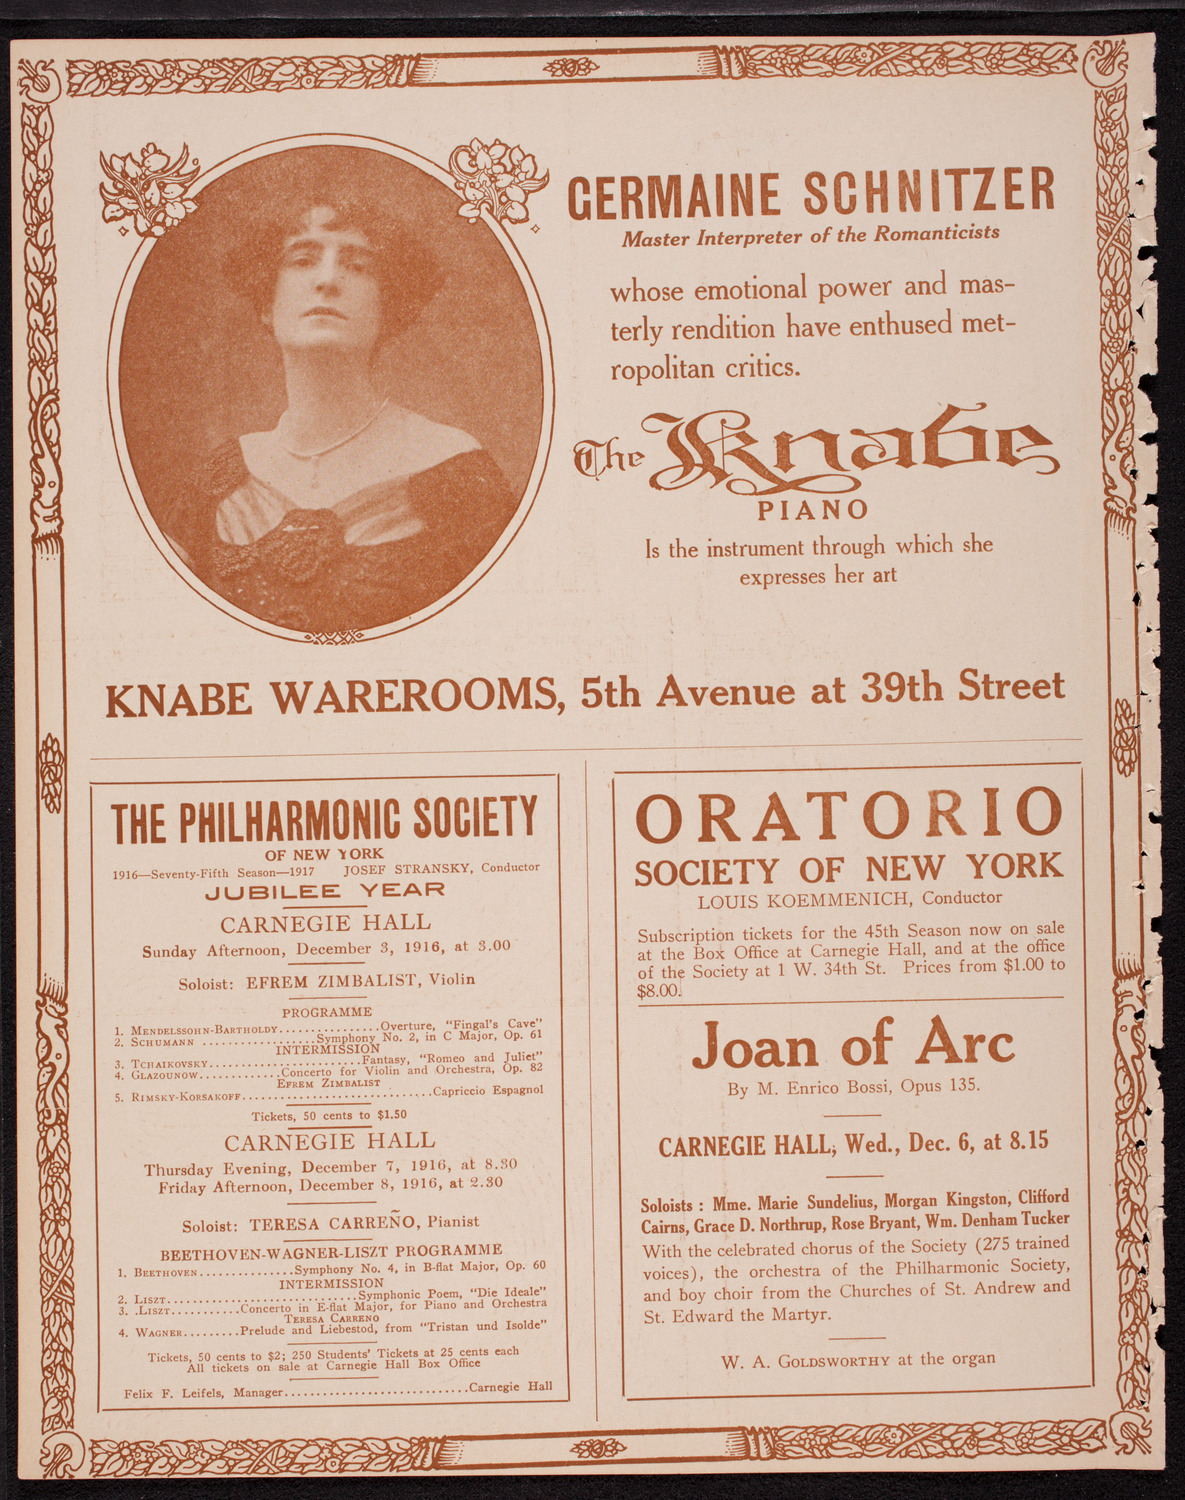 GERMAINE SCHNITZER
Master Interpreter of the Romanticists
whose emotional power and mas-
terly rendition have enthused met-
ropolitan critics.
The Knabe
PIANO
Is the instrument through which she
expresses her art
KNABE WAREROOMS, 5th Avenue at 39th Street
THE PHILHARMONIC SOCIETY
OF NEW YORK
1916—Seventy-Fifth Season—1917 JOSEF STRANSKY, Conductor
JUBILEE YEAR
CARNEGIE HALL
Sunday Afternoon, December 3, 1916, at 3.00
Soloist: EFREM ZIMBALIST, Violin
PROGRAMME
1. MENDELSSOHN-BARTHOLDY...............Overture, "Fingal's Cave"
2. SCHUMANN .................Symphony No. 2, in C Major, Op. 61
INTERMISSION
3. TCHAIKOVSKY.......................Fantasy, "Romeo and Juliet"
4. GLAZOUNOW............Concerto for Violin and Orchestra, Op. 82
EFREM ZIMBALIST
5. RIMSKY-KORSAKOFF.............................Capriccio Espagnol
Tickets, 50 cents to $1.50
CARNEGIE HALL
Thursday Evening, December 7, 1916, at 8.30
Friday Afternoon, December 8, 1916, at 2.30
Soloist: TERESA CARREÑO, Pianist
BEETHOVEN-WAGNER-LISZT PROGRAMME
1. BEETHOVEN..............Symphony No. 4, in B-flat Major, Op. 60
INTERMISSION
2. LISZT.............................Symphonic Poem, "Die Ideale"
3. .LISZT..........Concerto in E-flat Major, for Piano and Orchestra
TERESA CARRENO
4. WAGNER.........Prelude and Liebestod, from "Tristan und Isolde"
Tickets, 50 cents to $2; 250 Students' Tickets at 25 cents each
All tickets on sale at Carnegie Hall Box Office
Felix F. Leifels, Manager...........................Carnegie Hall
ORATORIO
SOCIETY OF NEW YORK
LOUIS KOEMMENICH, Conductor
Subscription tickets for the 45th Season now on sale
at the Box Office at Carnegie Hall, and at the office
of the Society at 1 W. 34th St. Prices from $1.00 to
$8.00.
Joan of Arc
By M. Enrico Bossi, Opus 135.
CARNEGIE HALL, Wed., Dec. 6, at 8.15
Soloists : Mme. Marie Sundelius, Morgan Kingston, Clifford
Cairns, Grace D. Northrup, Rose Bryant, Wm. Denham Tucker
With the celebrated chorus of the Society (275 trained
voices), the orchestra of the Philharmonic Society,
and boy choir from the Churches of St. Andrew and
St. Edward the Martyr.
W. A. GOLDSWORTHY at the organ